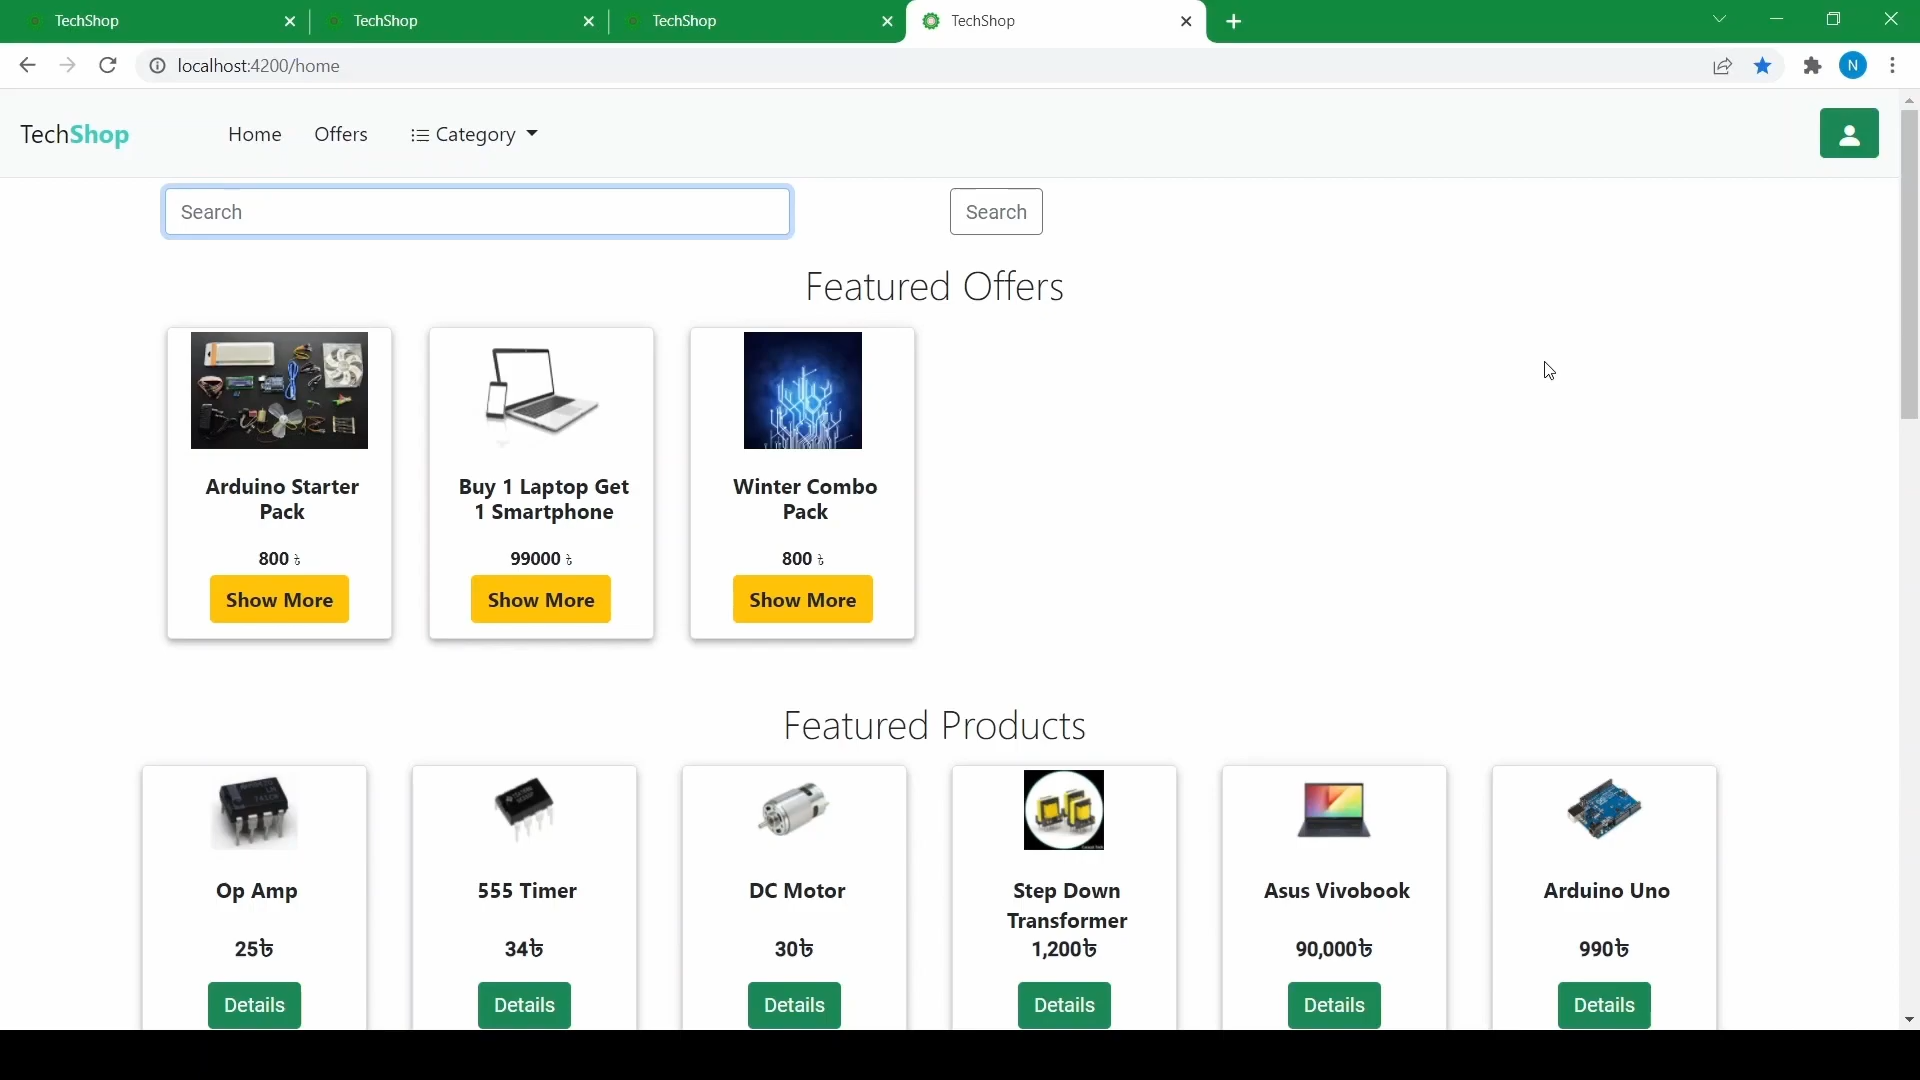 TechShop
TechShop
TechShop
TechShop
localhost:4200/home
N
TechShop
Home
Offers
Category
Search
Search
Featured Offers
Arduino Starter
Pack
800 ৳
Show More
Buy 1 Laptop Get
1 Smartphone
99000 ৳
Show More
Winter Combo
Pack
800 ৳
Show More
Featured Products
Op Amp
25৳
Details
555 Timer
34৳
Details
DC Motor
30৳
Details
Step Down
Transformer
1,200৳
Details
Asus Vivobook
90,000৳
Details
Arduino Uno
990৳
Details